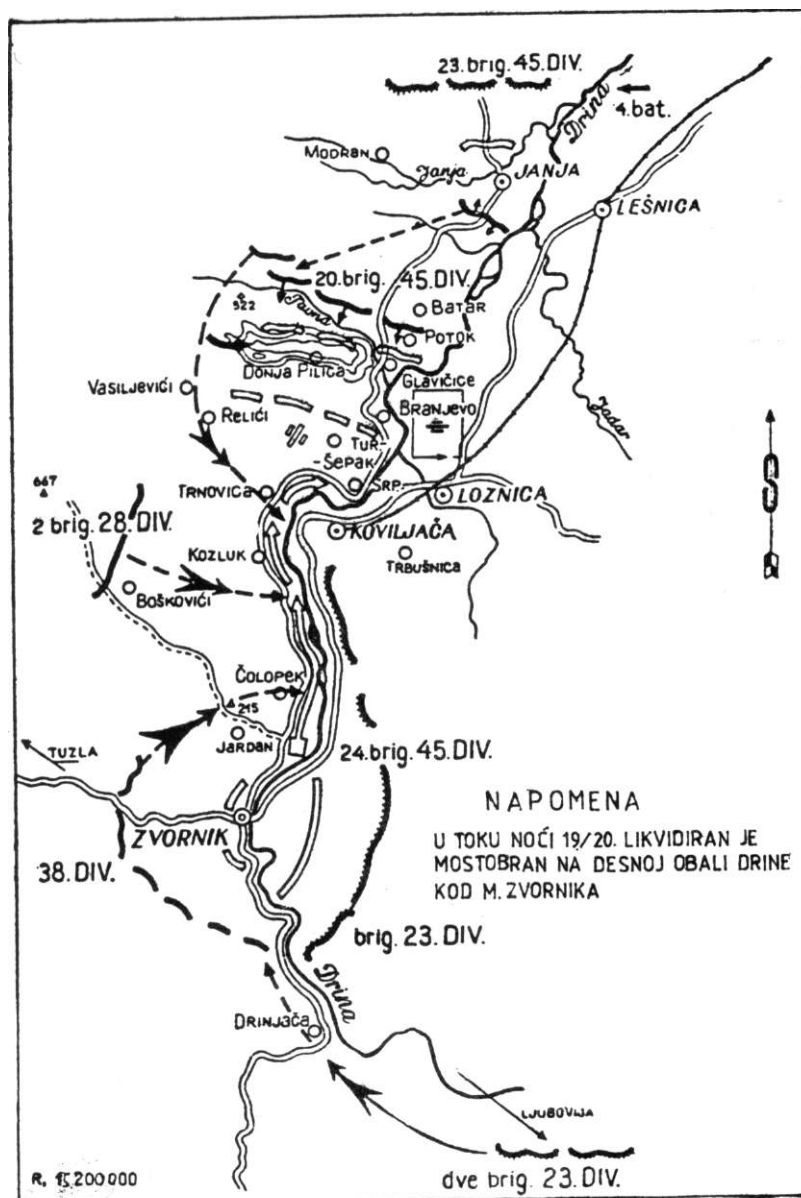 23.brig. 45.DIV.
Drina
4.bat.
MODRAN
Janja
JANJA
LEŠNICA
20.brig. 45.DIV.
522
BATAR
POTOK
DONJA PILICA
GLAVIČICE
VASILJEVIĆI
RELIĆI
BRANJEVO
Jadar
TUR-
ŠEPAK
SRP.
TRNOVICA
LOZNICA
667
2 brig. 28.DIV.
KOVILJAČA
KOZLUK
TRBUŠNICA
BOŠKOVIĆI
ČOLOPEK
215
JARDAN
TUZLA
24.brig. 45.DIV.
NAPOMENA
ZVORNIK
U TOKU NOĆI 19/20. LIKVIDIRAN JE
MOSTOBRAN NA DESNOJ OBALI DRINE
KOD M. ZVORNIKA
38.DIV.
brig. 23.DIV.
Drina
DRINJAČA
LJUBOVIJA
dve brig. 23.DIV.